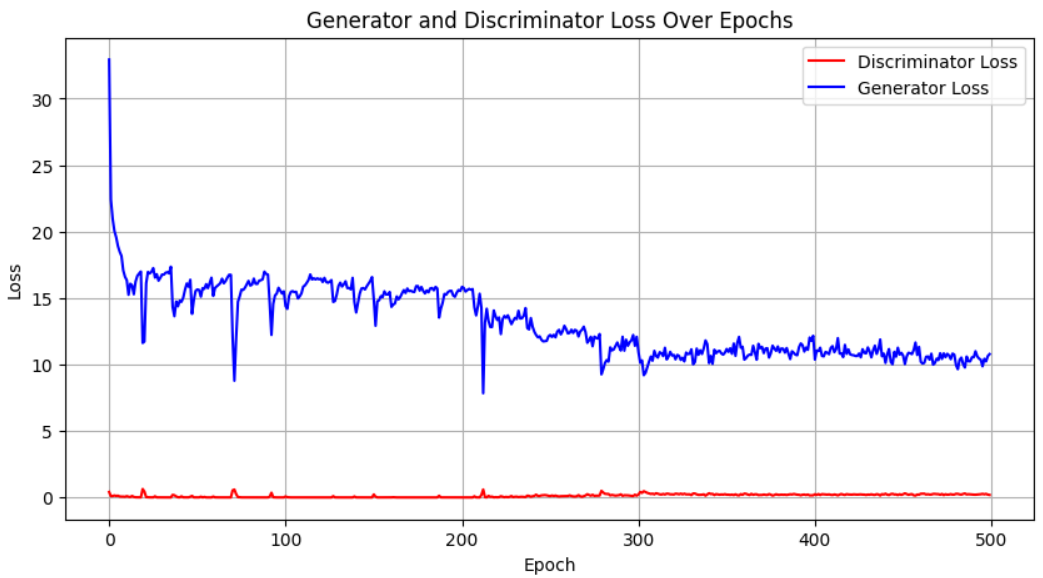 Generator and Discriminator Loss Over Epochs
Discriminator Loss
Generator Loss
30
25
20
15
10
5
0
Loss
0 100 200 300 400 500
Epoch